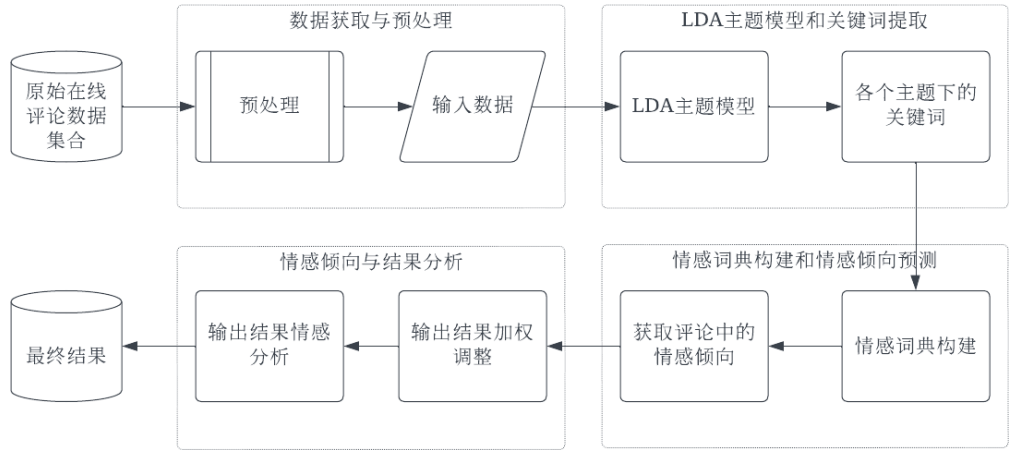 数据获取与预处理
LDA主题模型和关键词提取
原始在线
评论数据
集合
预处理
输入数据
LDA主题模型
各个主题下的
关键词
情感倾向与结果分析
情感词典构建和情感倾向预测
最终结果
输出结果情感
分析
输出结果加权
调整
获取评论中的
情感倾向
情感词典构建